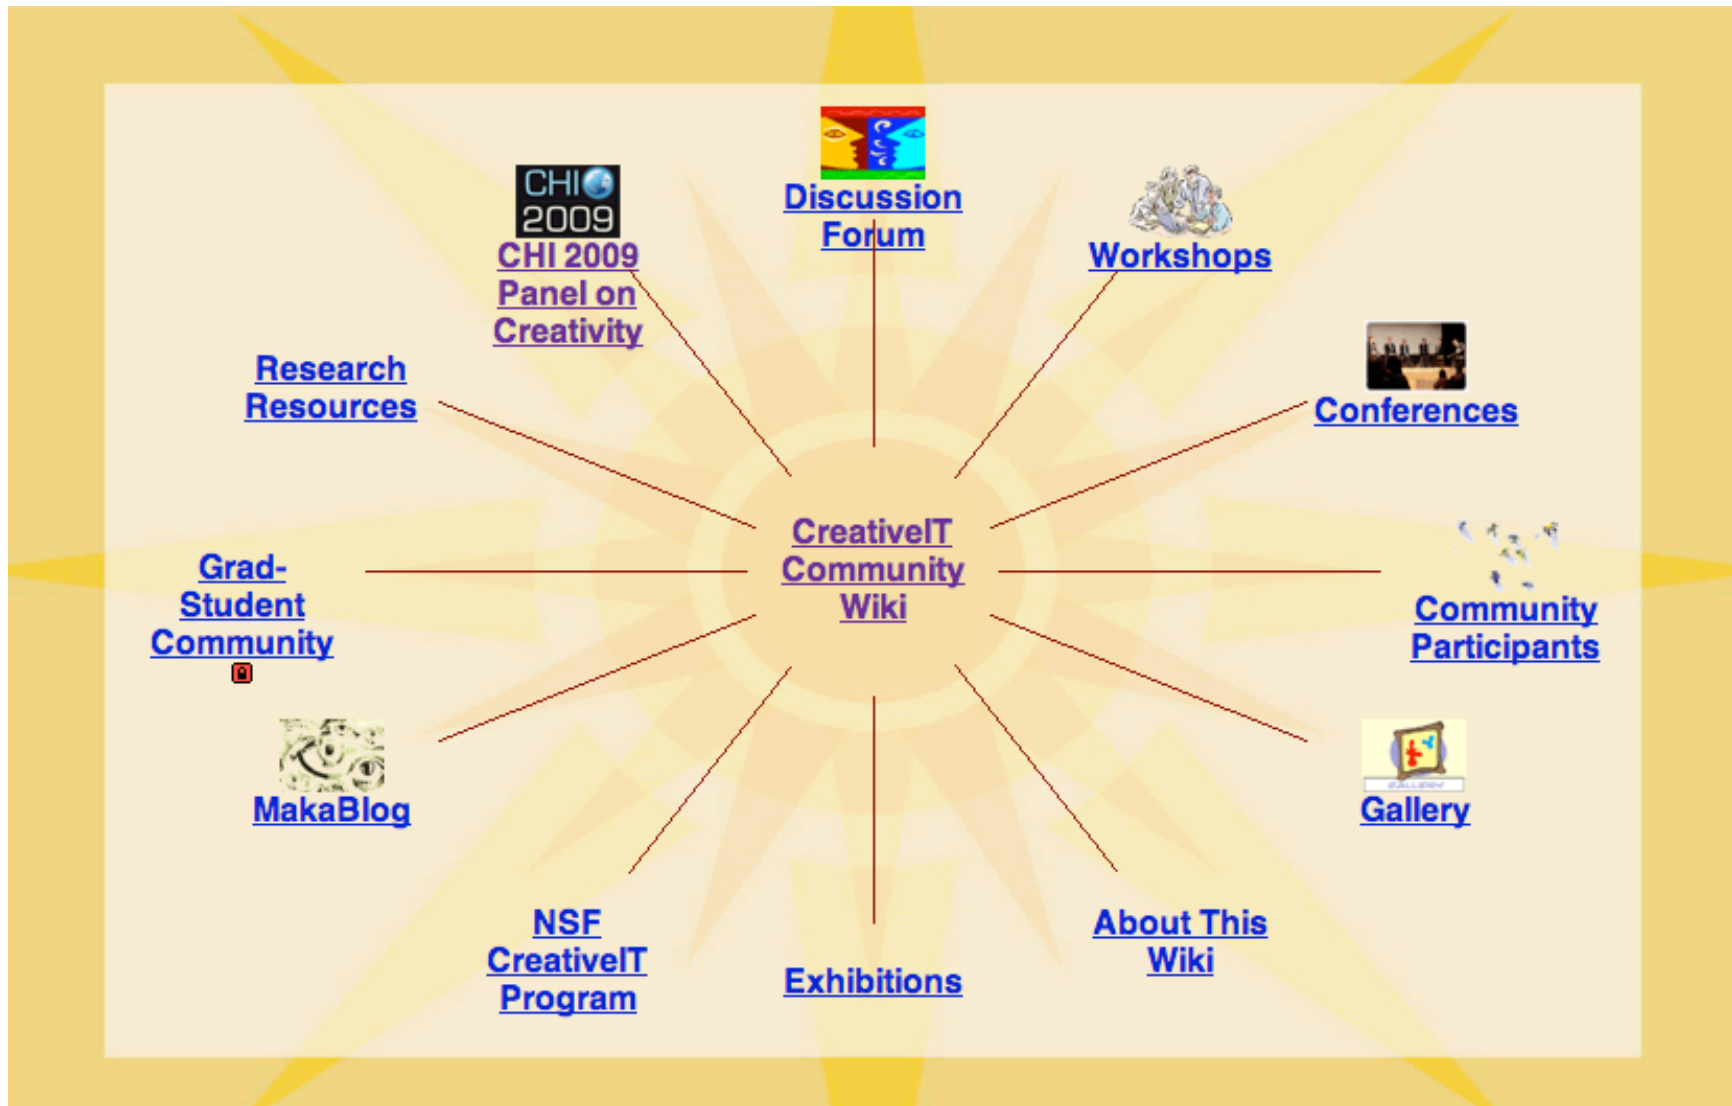 CHI
2009
CHI 2009
Panel on
Creativity
Discussion
Forum
Workshops
Research
Resources
Conferences
CreativeIT
Community
Wiki
Grad-
Student
Community
Community
Participants
MakaBlog
GALLERY
Gallery
NSF
CreativeIT
Program
Exhibitions
About This
Wiki